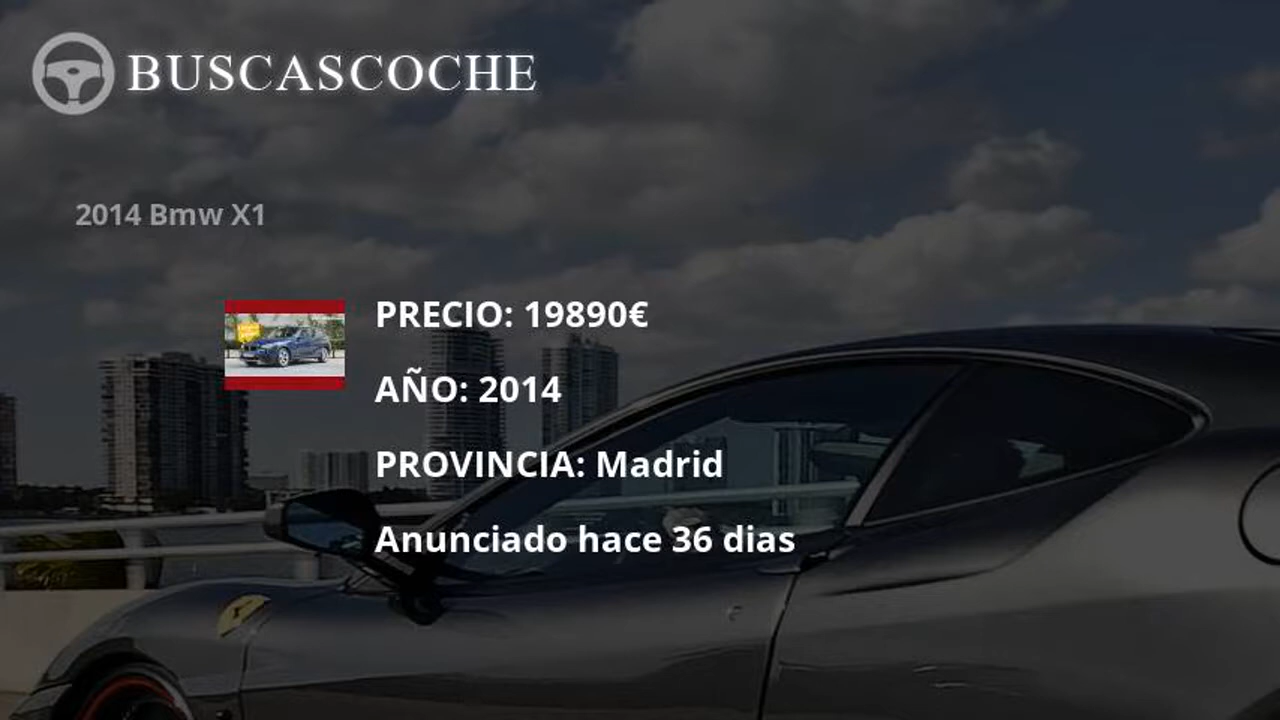 BUSCASCOCHE
2014 Bmw X1
PRECIO: 19890€
AÑO: 2014
PROVINCIA: Madrid
Anunciado hace 36 dias